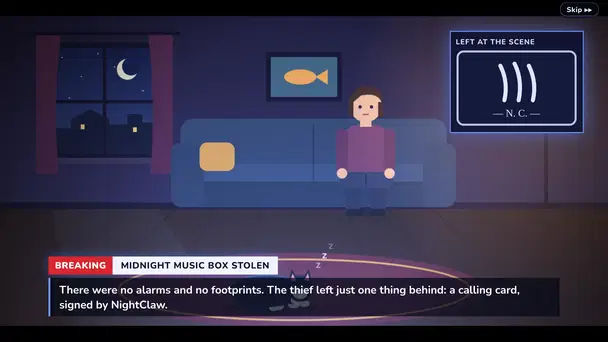 Skip ▸▸
LEFT AT THE SCENE
— N. C. —
z
z
z
BREAKING
MIDNIGHT MUSIC BOX STOLEN
There were no alarms and no footprints. The thief left just one thing behind: a calling card,
signed by NightClaw.